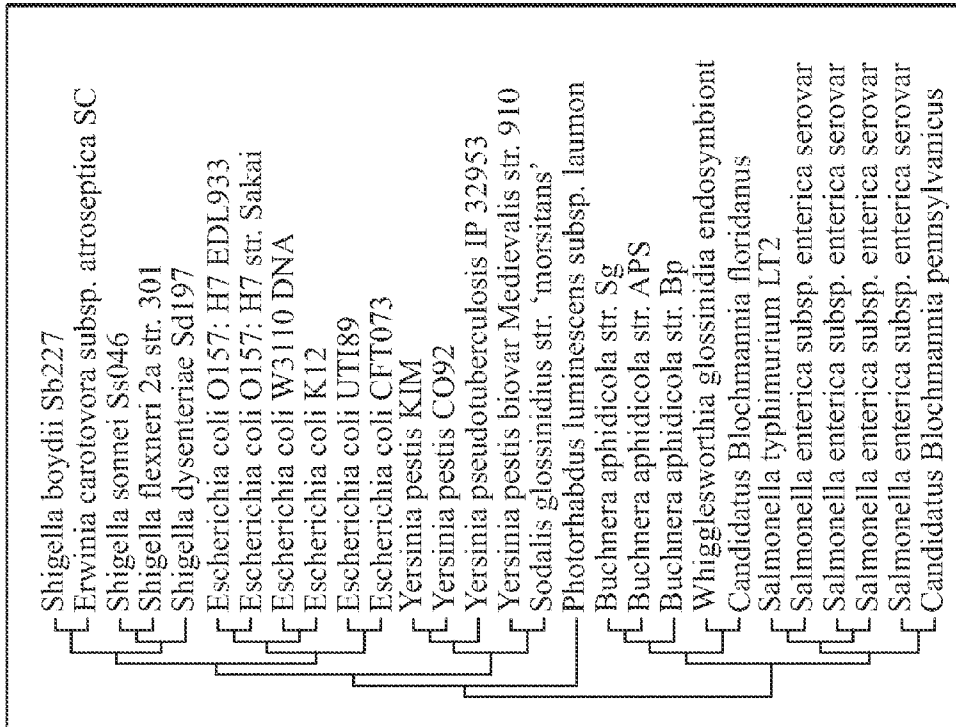 Shigella boydii Sb227
Erwinia carotovora subsp. atroseptica SC
Shigella sonnei Ss046
Shigella flexneri 2a str. 301
Shigella dysenteriae Sd197
Escherichia coli O157: H7 EDL933
Escherichia coli O157: H7 str. Sakai
Escherichia coli W3110 DNA
Escherichia coli K12
Escherichia coli UTI89
Escherichia coli CFT073
Yersinia pestis KIM
Yersinia pestis CO92
Yersinia pseudotuberculosis IP 32953
Yersinia pestis biovar Medievalis str. 910
Sodalis glossinidius str. ‘morsitans’
Photorhabdus luminescens subsp. laumon
Buchnera aphidicola str. Sg
Buchnera aphidicola str. APS
Buchnera aphidicola str. Bp
Whigglesworthia glossinidia endosymbiont
Candidatus Blochmannia floridanus
Salmonella typhimurium LT2
Salmonella enterica subsp. enterica serovar
Salmonella enterica subsp. enterica serovar
Salmonella enterica subsp. enterica serovar
Salmonella enterica subsp. enterica serovar
Candidatus Blochmannia pennsylvanicus